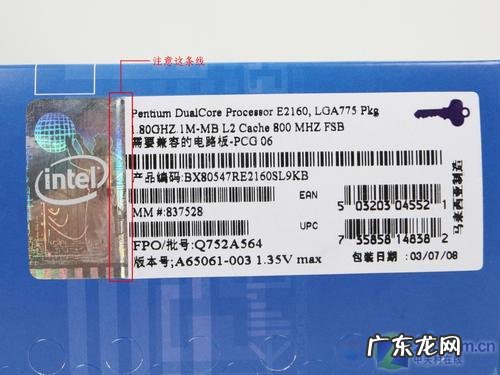 注意这条线
Pentium DualCore Processor E2160, LGA775 Pkg
1.80GHZ 1M-MB L2 Cache 800 MHZ FSB
需要兼容的电路板-PCG 06
产品编码:BX80547RE2160SL9KB
EAN
5 032037 045521
MM #:837528
UPC
7 35858 14838 2
FPO/批号:Q752A564
版本号:A65061-003 1.35V max
包装日期 :03/07/08
马来西亚制造
intel
广东龙网